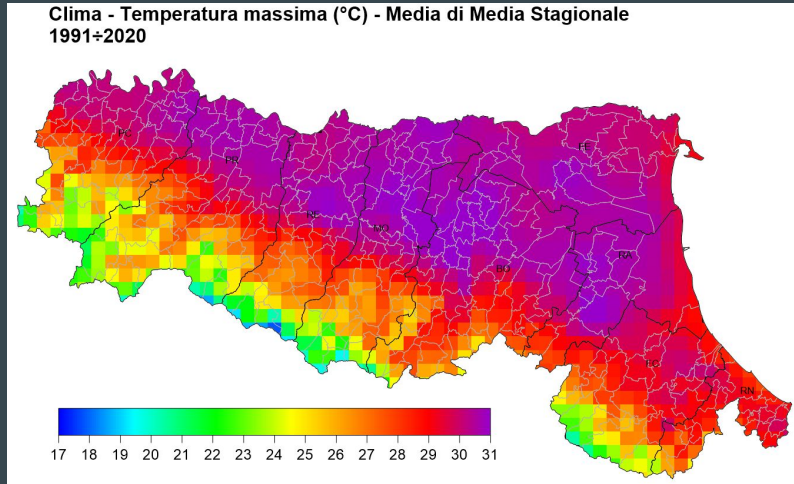 Clima - Temperatura massima (°C) - Media di Media Stagionale
1991÷2020
PC
PR
RE
MO
BO
FE
RA
FC
RN
17 18 19 20 21 22 23 24 25 26 27 28 29 30 31